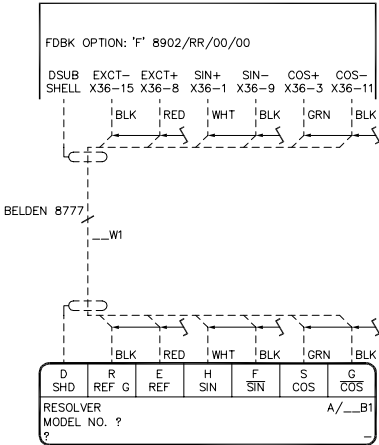 FDBK OPTION: 'F' 8902/RR/00/00
DSUB EXCT- EXCT+ SIN+ SIN- COS+ COS-
SHELL X36-15 X36-8 X36-1 X36-9 X36-3 X36-11
BLK RED WHT BLK GRN BLK
BELDEN 8777
__W1
BLK RED WHT BLK GRN BLK
D R E H F S G
SHD REF G REF SIN SIN COS COS
RESOLVER A/__B1
MODEL NO. ?
? _